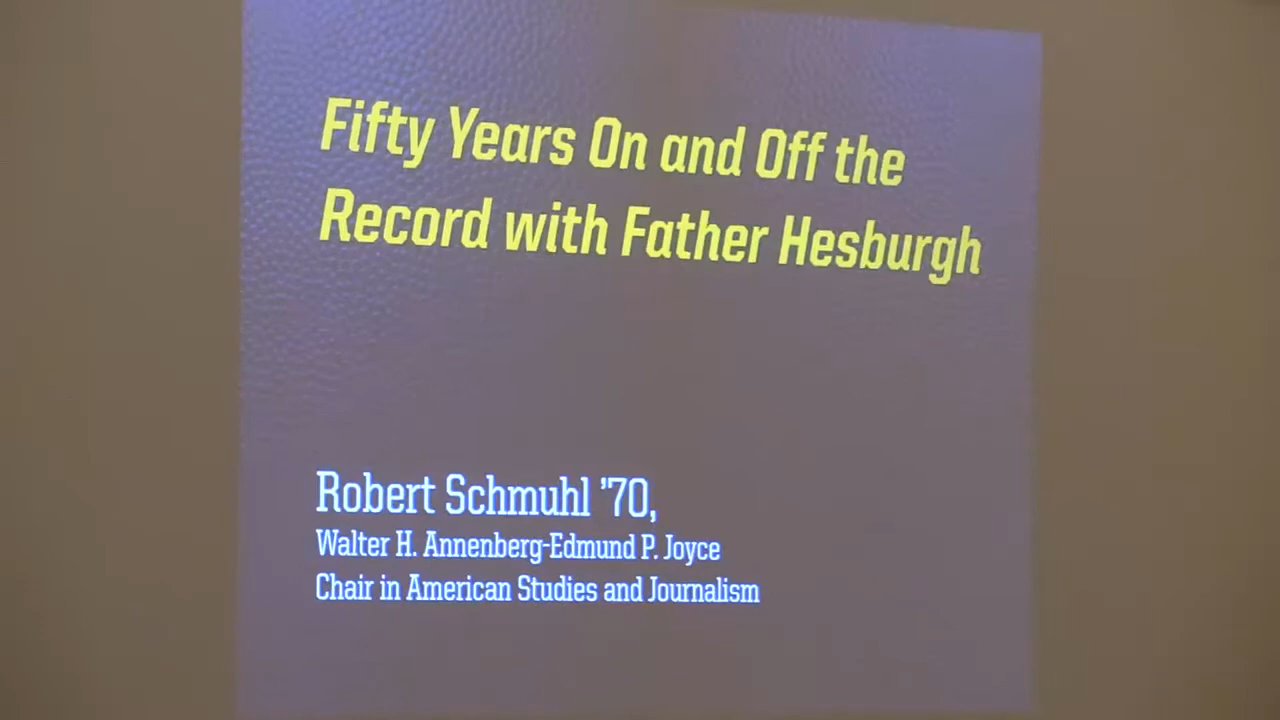 Fifty Years On and Off the
Record with Father Hesburgh
Robert Schmuhl ’70,
Walter H. Annenberg-Edmund P. Joyce
Chair in American Studies and Journalism